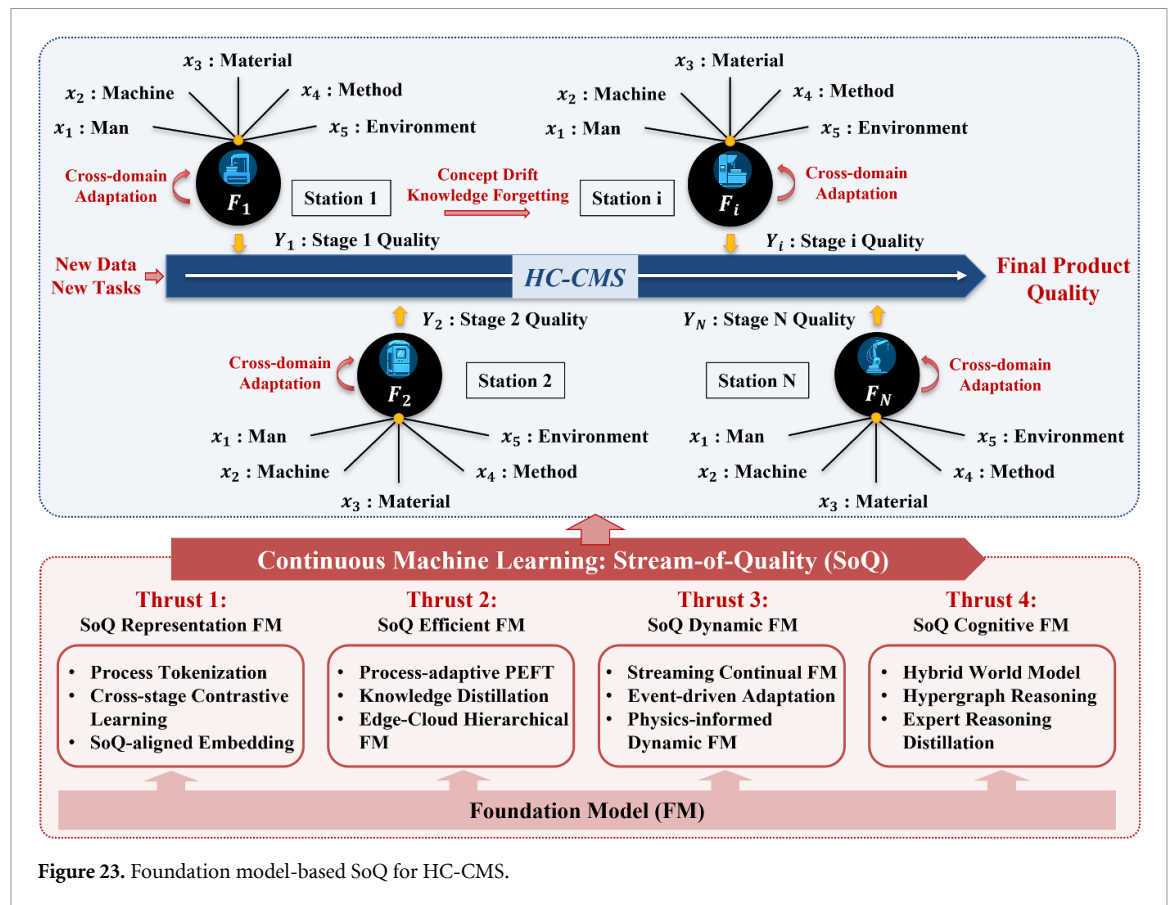 x₃ : Material
x₂ : Machine
x₄ : Method
x₁ : Man
x₅ : Environment
Cross-domain
Adaptation
F₁
Station 1
Y₁ : Stage 1 Quality
Concept Drift
Knowledge Forgetting
x₃ : Material
x₂ : Machine
x₄ : Method
x₁ : Man
x₅ : Environment
Station i
Fᵢ
Cross-domain
Adaptation
Yᵢ : Stage i Quality
New Data
New Tasks
HC-CMS
Final Product
Quality
Y₂ : Stage 2 Quality
Cross-domain
Adaptation
F₂
Station 2
x₁ : Man
x₅ : Environment
x₂ : Machine
x₄ : Method
x₃ : Material
Y_N : Stage N Quality
Station N
F_N
Cross-domain
Adaptation
x₁ : Man
x₅ : Environment
x₂ : Machine
x₄ : Method
x₃ : Material
Continuous Machine Learning: Stream-of-Quality (SoQ)
Thrust 1:
SoQ Representation FM
• Process Tokenization
• Cross-stage Contrastive
Learning
• SoQ-aligned Embedding
Thrust 2:
SoQ Efficient FM
• Process-adaptive PEFT
• Knowledge Distillation
• Edge-Cloud Hierarchical
FM
Thrust 3:
SoQ Dynamic FM
• Streaming Continual FM
• Event-driven Adaptation
• Physics-informed
Dynamic FM
Thrust 4:
SoQ Cognitive FM
• Hybrid World Model
• Hypergraph Reasoning
• Expert Reasoning
Distillation
Foundation Model (FM)
Figure 23. Foundation model-based SoQ for HC-CMS.